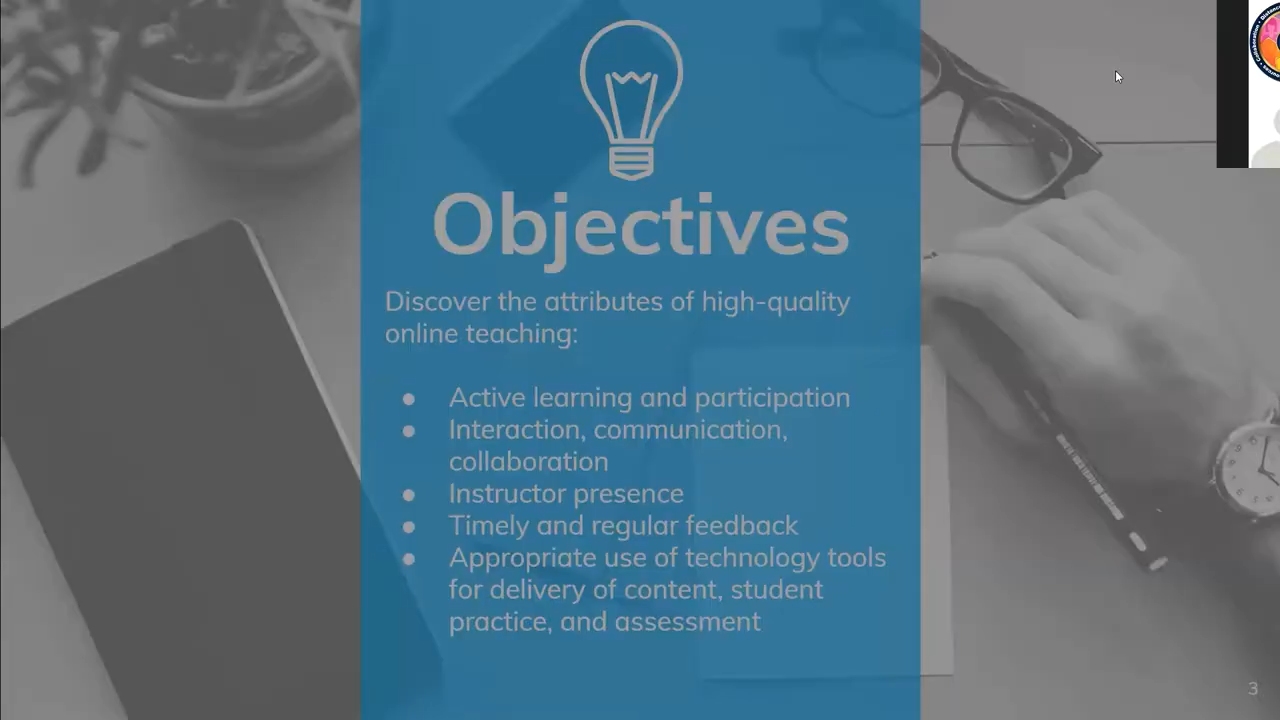 Objectives
Discover the attributes of high-quality
online teaching:
● Active learning and participation
● Interaction, communication,
collaboration
● Instructor presence
● Timely and regular feedback
● Appropriate use of technology tools
for delivery of content, student
practice, and assessment
3